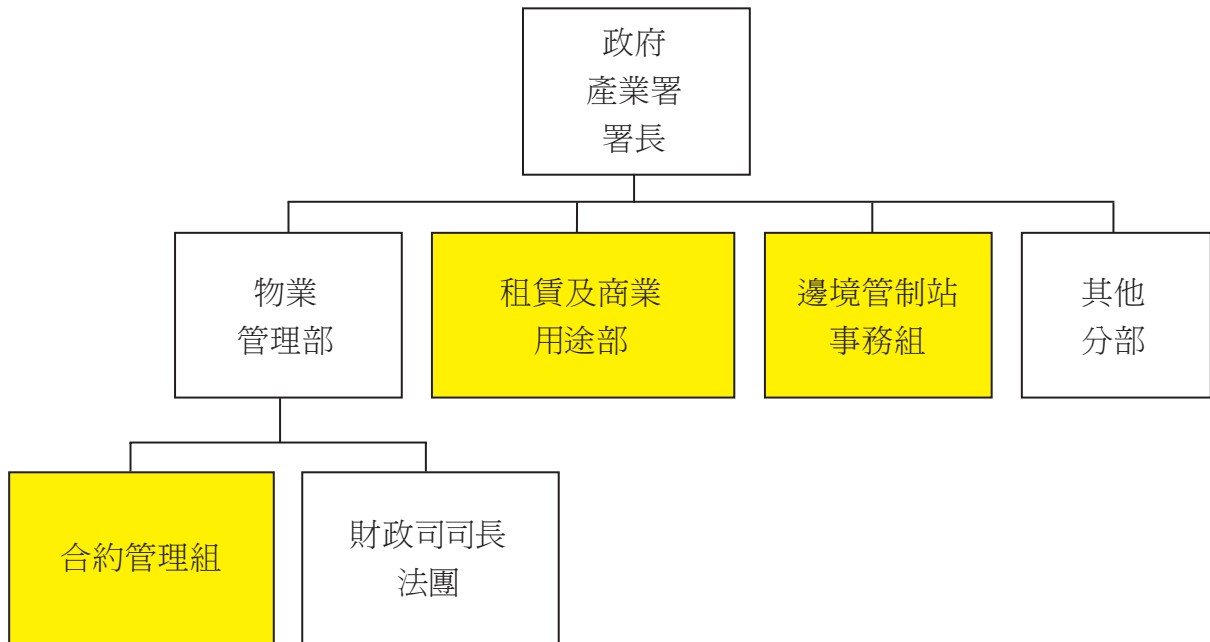 政府
產業署
署長
物業
管理部
租賃及商業
用途部
邊境管制站
事務組
其他
分部
合約管理組
財政司司長
法團